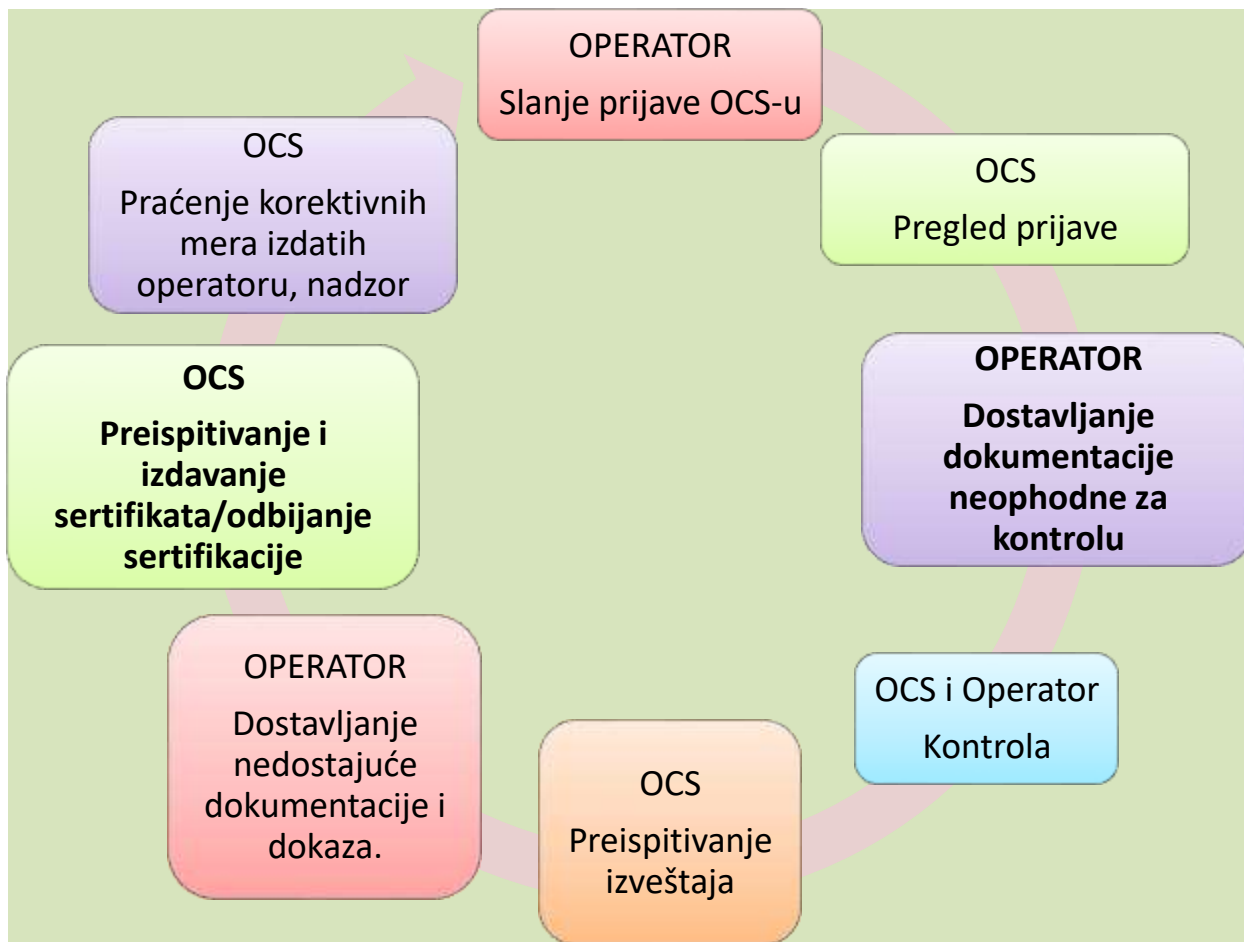 OPERATOR
Slanje prijave OCS-u
OCS
Pregled prijave
OPERATOR
Dostavljanje
dokumentacije
neophodne za
kontrolu
OCS i Operator
Kontrola
OCS
Preispitivanje
izveštaja
OPERATOR
Dostavljanje
nedostajuće
dokumentacije i
dokaza.
OCS
Preispitivanje i
izdavanje
sertifikata/odbijanje
sertifikacije
OCS
Praćenje korektivnih
mera izdatih
operatoru, nadzor